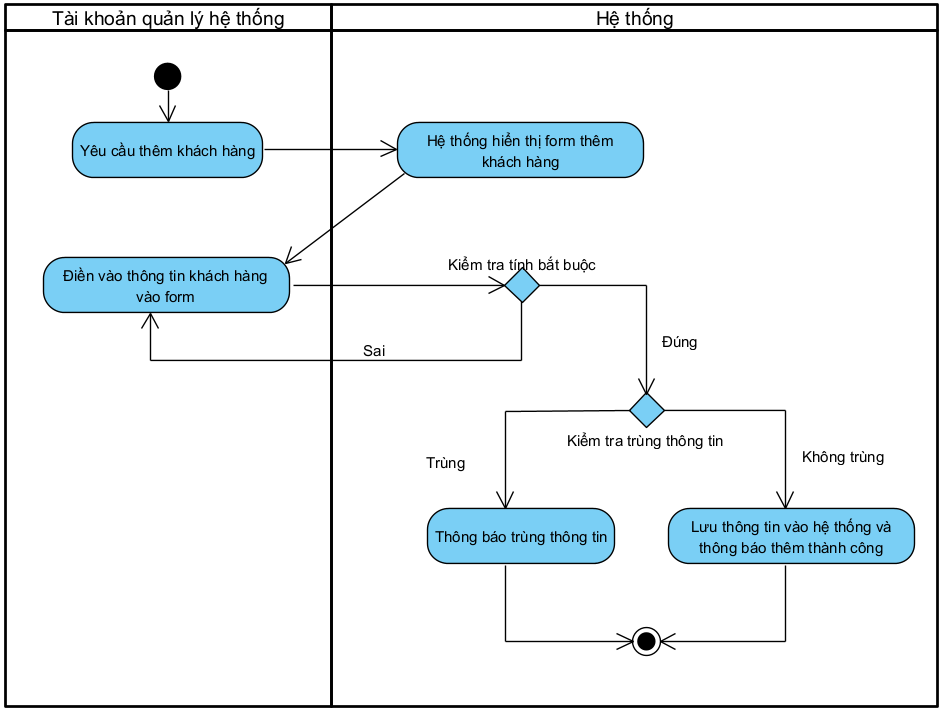 Tài khoản quản lý hệ thống
Hệ thống
Yêu cầu thêm khách hàng
Hệ thống hiển thị form thêm
khách hàng
Điền vào thông tin khách hàng
vào form
Kiểm tra tính bắt buộc
Sai
Đúng
Kiểm tra trùng thông tin
Trùng
Không trùng
Thông báo trùng thông tin
Lưu thông tin vào hệ thống và
thông báo thêm thành công